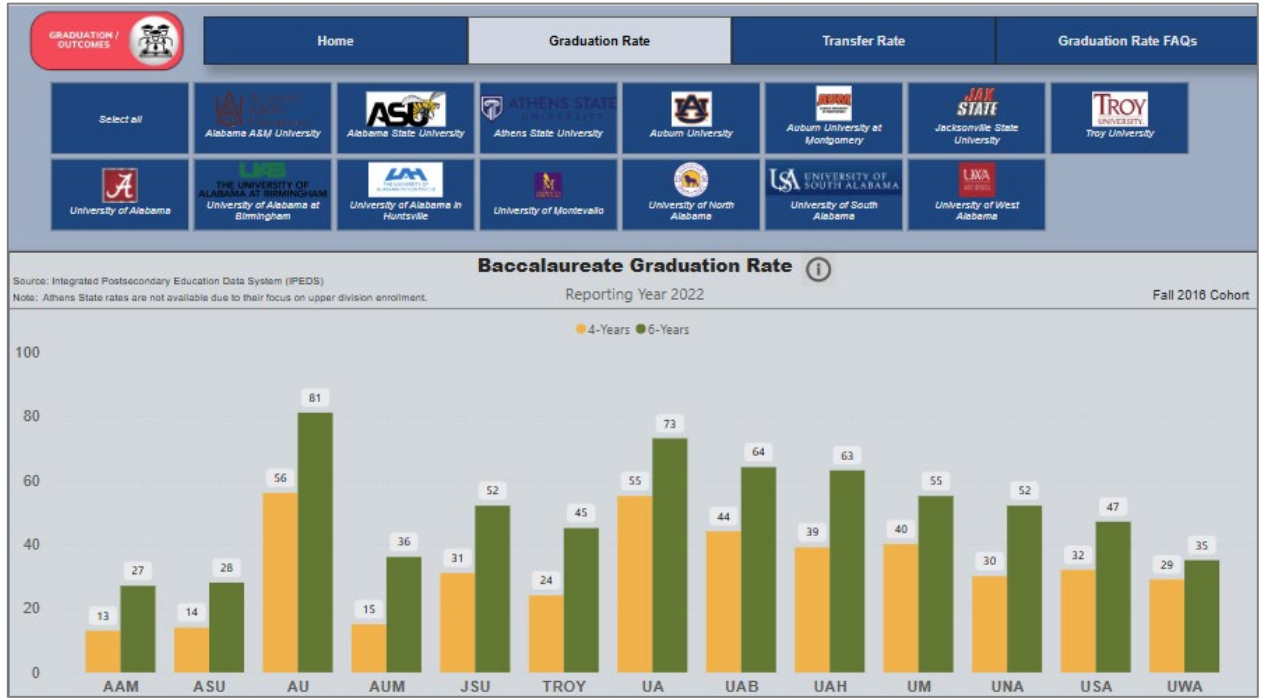 GRADUATION /
OUTCOMES
Home
Graduation Rate
Transfer Rate
Graduation Rate FAQs
Select all
Alabama A&M University
ASU
Alabama State University
ATHENS STATE
UNIVERSITY
Athens State University
AU
Auburn University
AUM
Auburn University at
Montgomery
JAX
STATE
Jacksonville State
University
TROY
UNIVERSITY
Troy University
A
University of Alabama
UAB
THE UNIVERSITY OF
ALABAMA AT BIRMINGHAM
University of Alabama at
Birmingham
UAH
University of Alabama in
Huntsville
M
University of Montevallo
University of North
Alabama
USA UNIVERSITY OF
SOUTH ALABAMA
University of South
Alabama
UWA
University of West
Alabama
Baccalaureate Graduation Rate i
Source: Integrated Postsecondary Education Data System (IPEDS)
Note: Athens State rates are not available due to their focus on upper division enrollment.
Reporting Year 2022
Fall 2016 Cohort
4-Years 6-Years
100
80
60
40
20
0
13 27
14 28
56 81
15 36
31 52
24 45
55 73
44 64
39 63
40 55
30 52
32 47
29 35
AAM ASU AU AUM JSU TROY UA UAB UAH UM UNA USA UWA